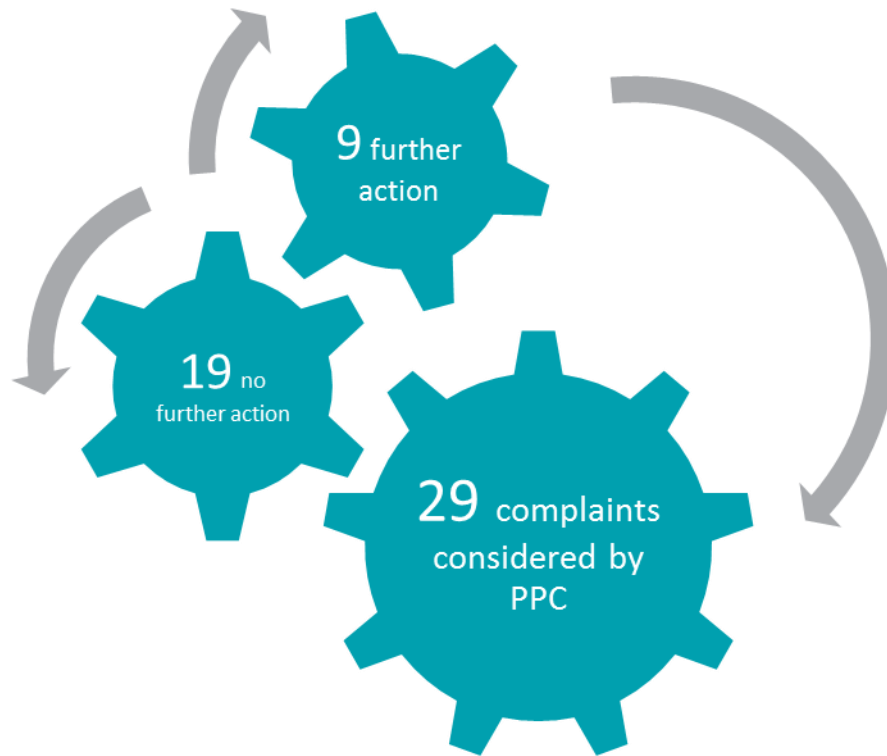 9 further
action
19 no
further action
29 complaints
considered by
PPC